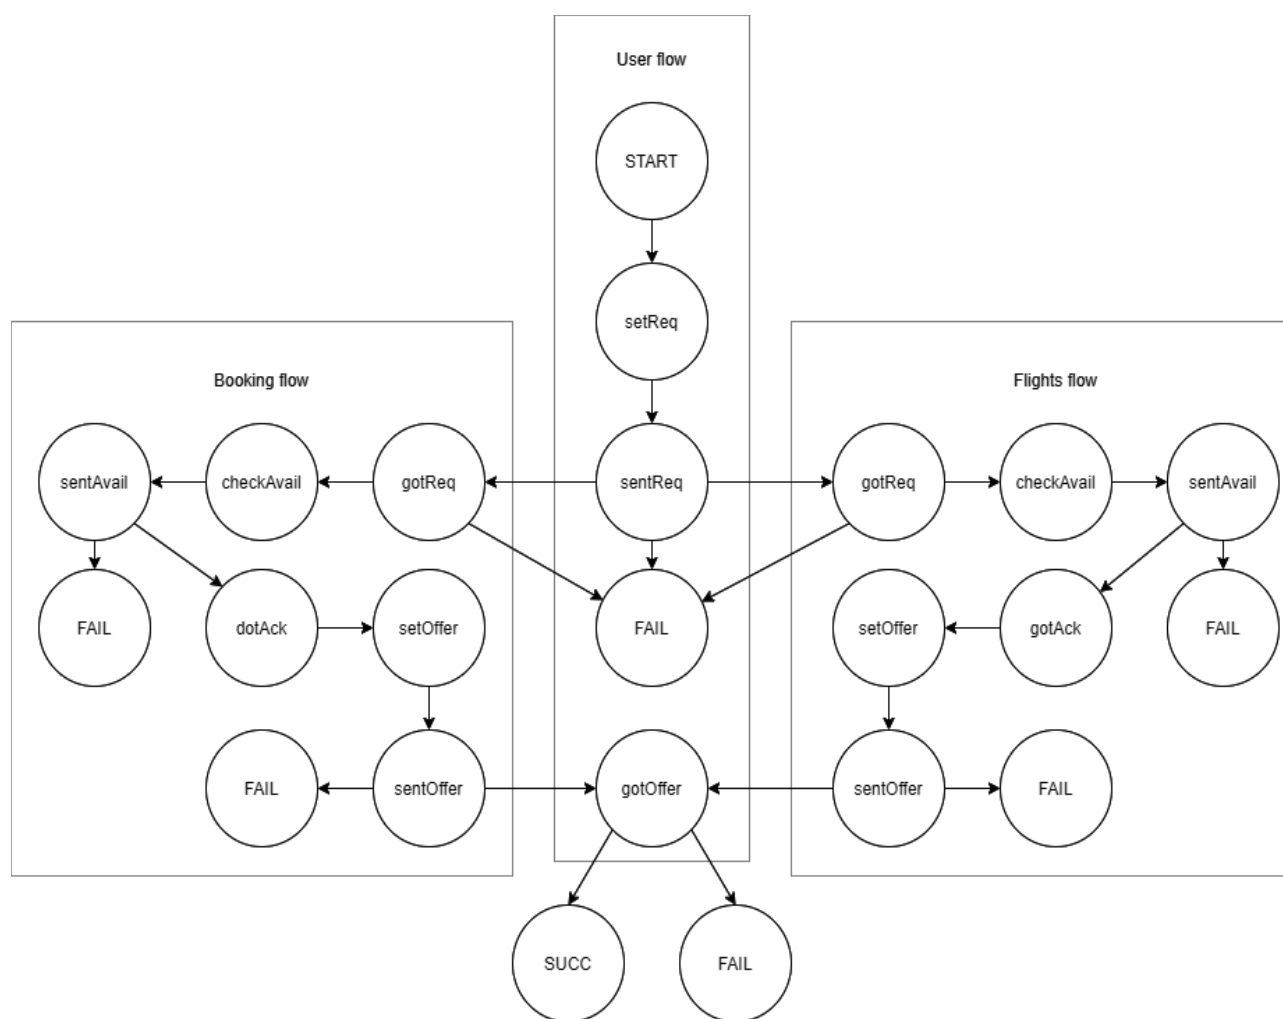 User flow
START
setReq
Booking flow
Flights flow
sentAvail
checkAvail
gotReq
sentReq
gotReq
checkAvail
sentAvail
FAIL
dotAck
setOffer
FAIL
setOffer
gotAck
FAIL
FAIL
sentOffer
gotOffer
sentOffer
FAIL
SUCC
FAIL